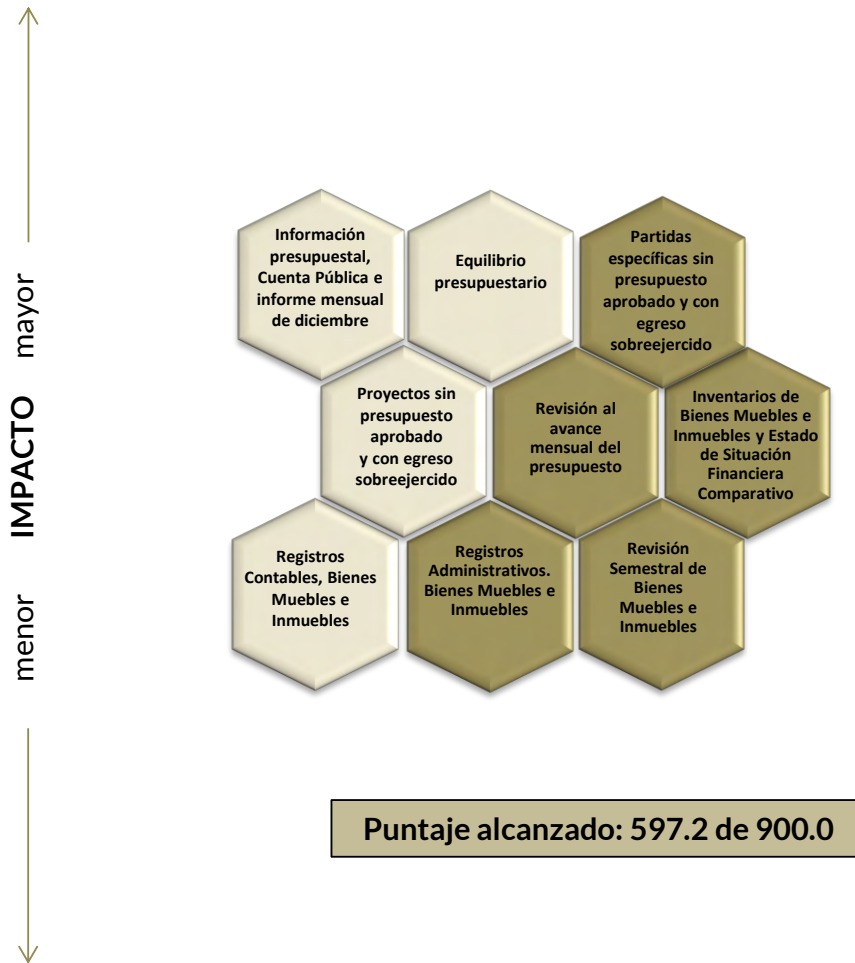 menor IMPACTO mayor
Información
presupuestal,
Cuenta Pública e
informe mensual
de diciembre
Equilibrio
presupuestario
Partidas
específicas sin
presupuesto
aprobado y con
egreso
sobreejercido
Proyectos sin
presupuesto
aprobado
y con egreso
sobreejercido
Revisión al
avance
mensual del
presupuesto
Inventarios de
Bienes Muebles e
Inmuebles y Estado
de Situación
Financiera
Comparativo
Registros
Contables, Bienes
Muebles e
Inmuebles
Registros
Administrativos.
Bienes Muebles e
Inmuebles
Revisión
Semestral de
Bienes
Muebles e
Inmuebles
Puntaje alcanzado: 597.2 de 900.0